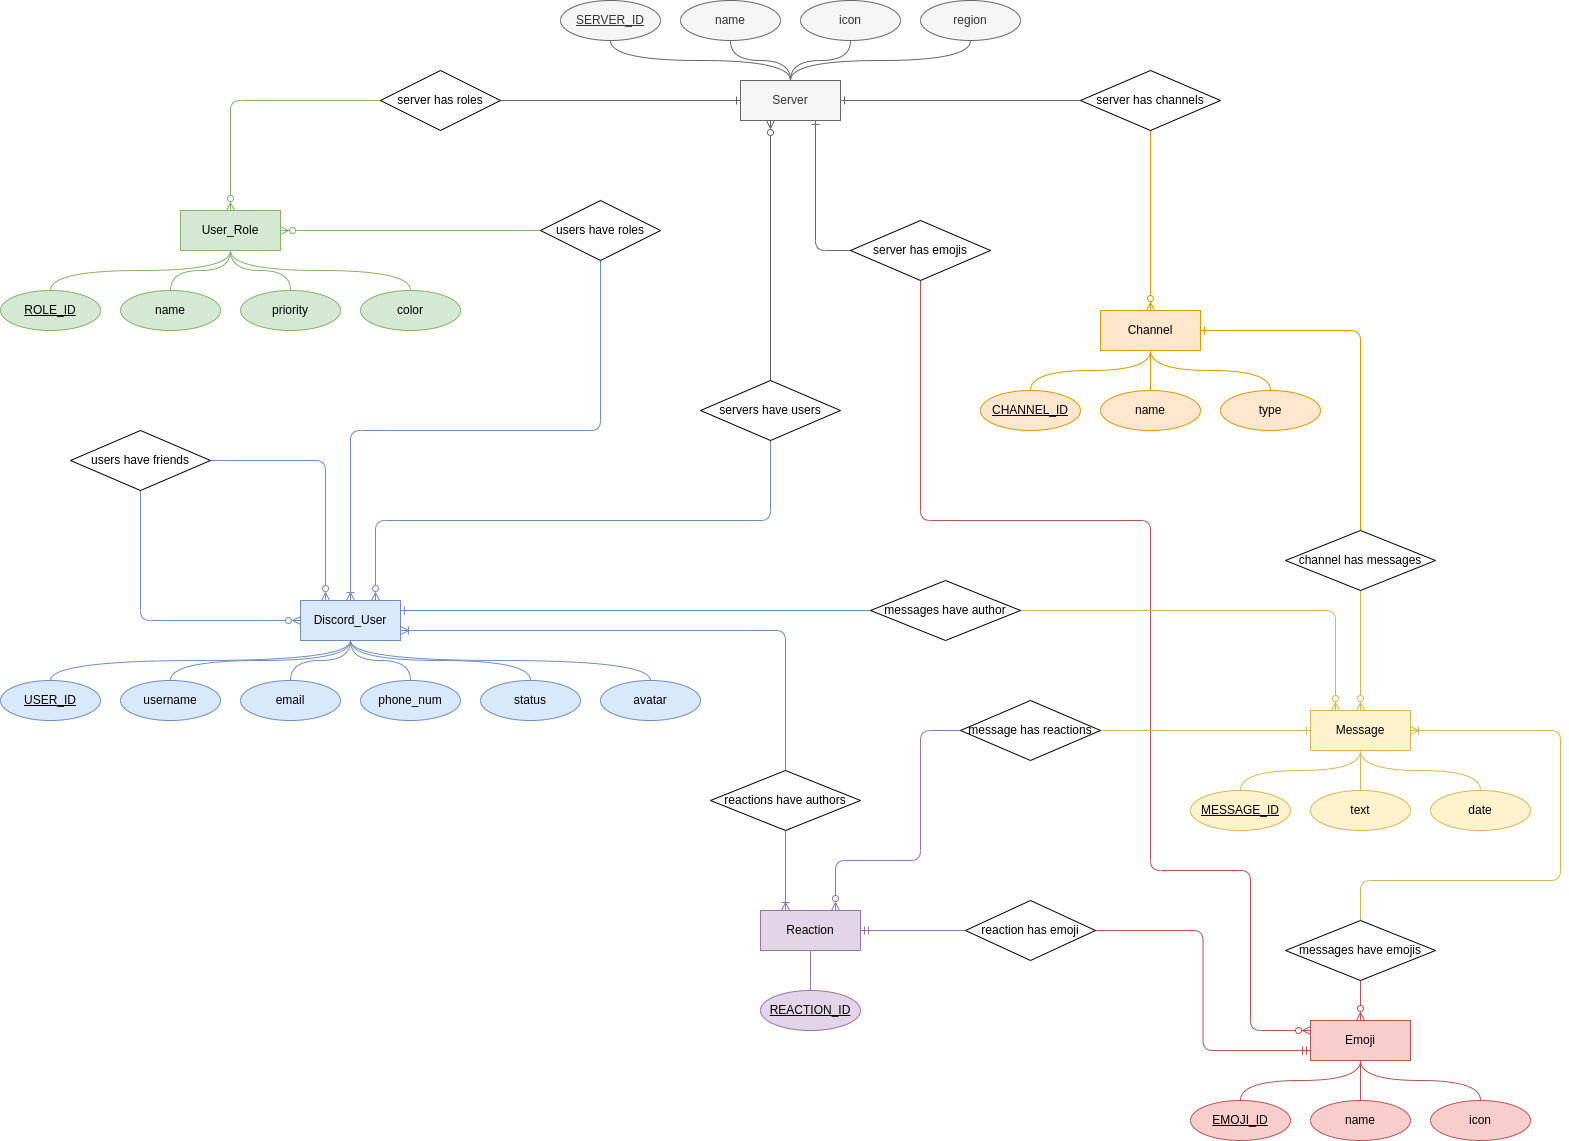 SERVER_ID
name
icon
region
server has roles
Server
server has channels
User_Role
users have roles
server has emojis
ROLE_ID
name
priority
color
Channel
CHANNEL_ID
name
type
servers have users
users have friends
channel has messages
Discord_User
messages have author
USER_ID
username
email
phone_num
status
avatar
message has reactions
Message
reactions have authors
MESSAGE_ID
text
date
Reaction
reaction has emoji
messages have emojis
REACTION_ID
Emoji
EMOJI_ID
name
icon